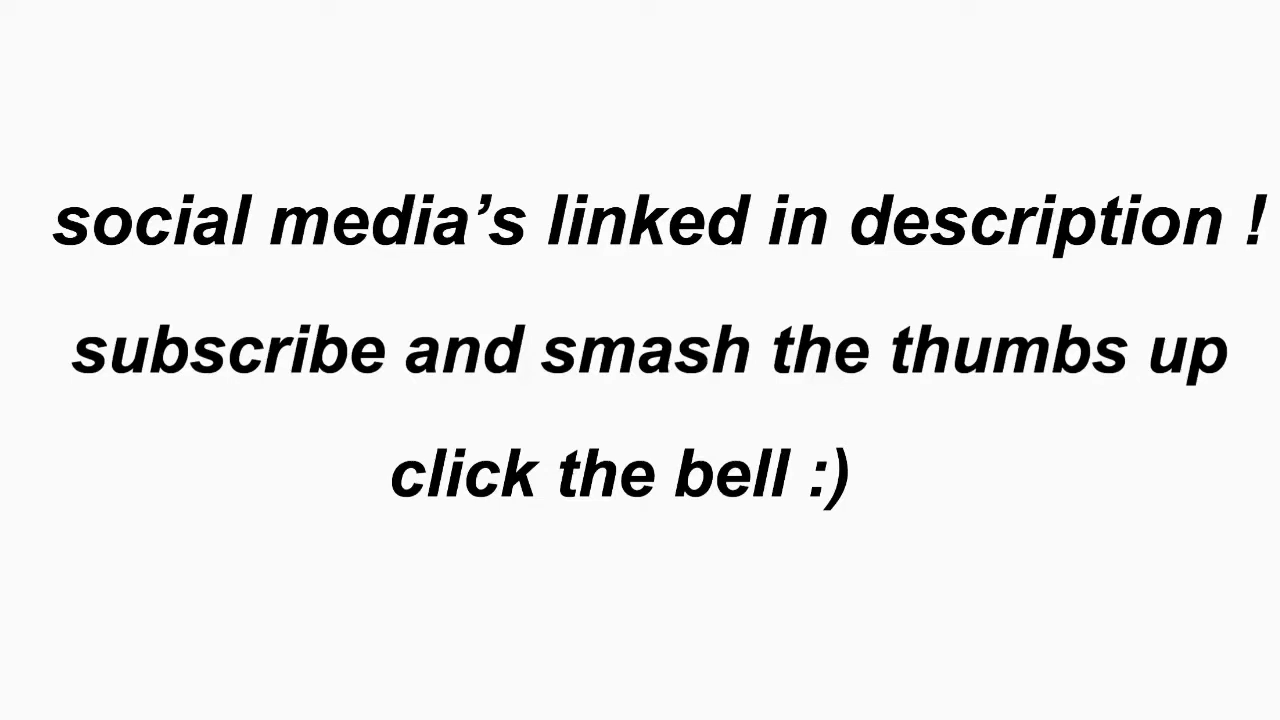 social media’s linked in description !
subscribe and smash the thumbs up
click the bell :)